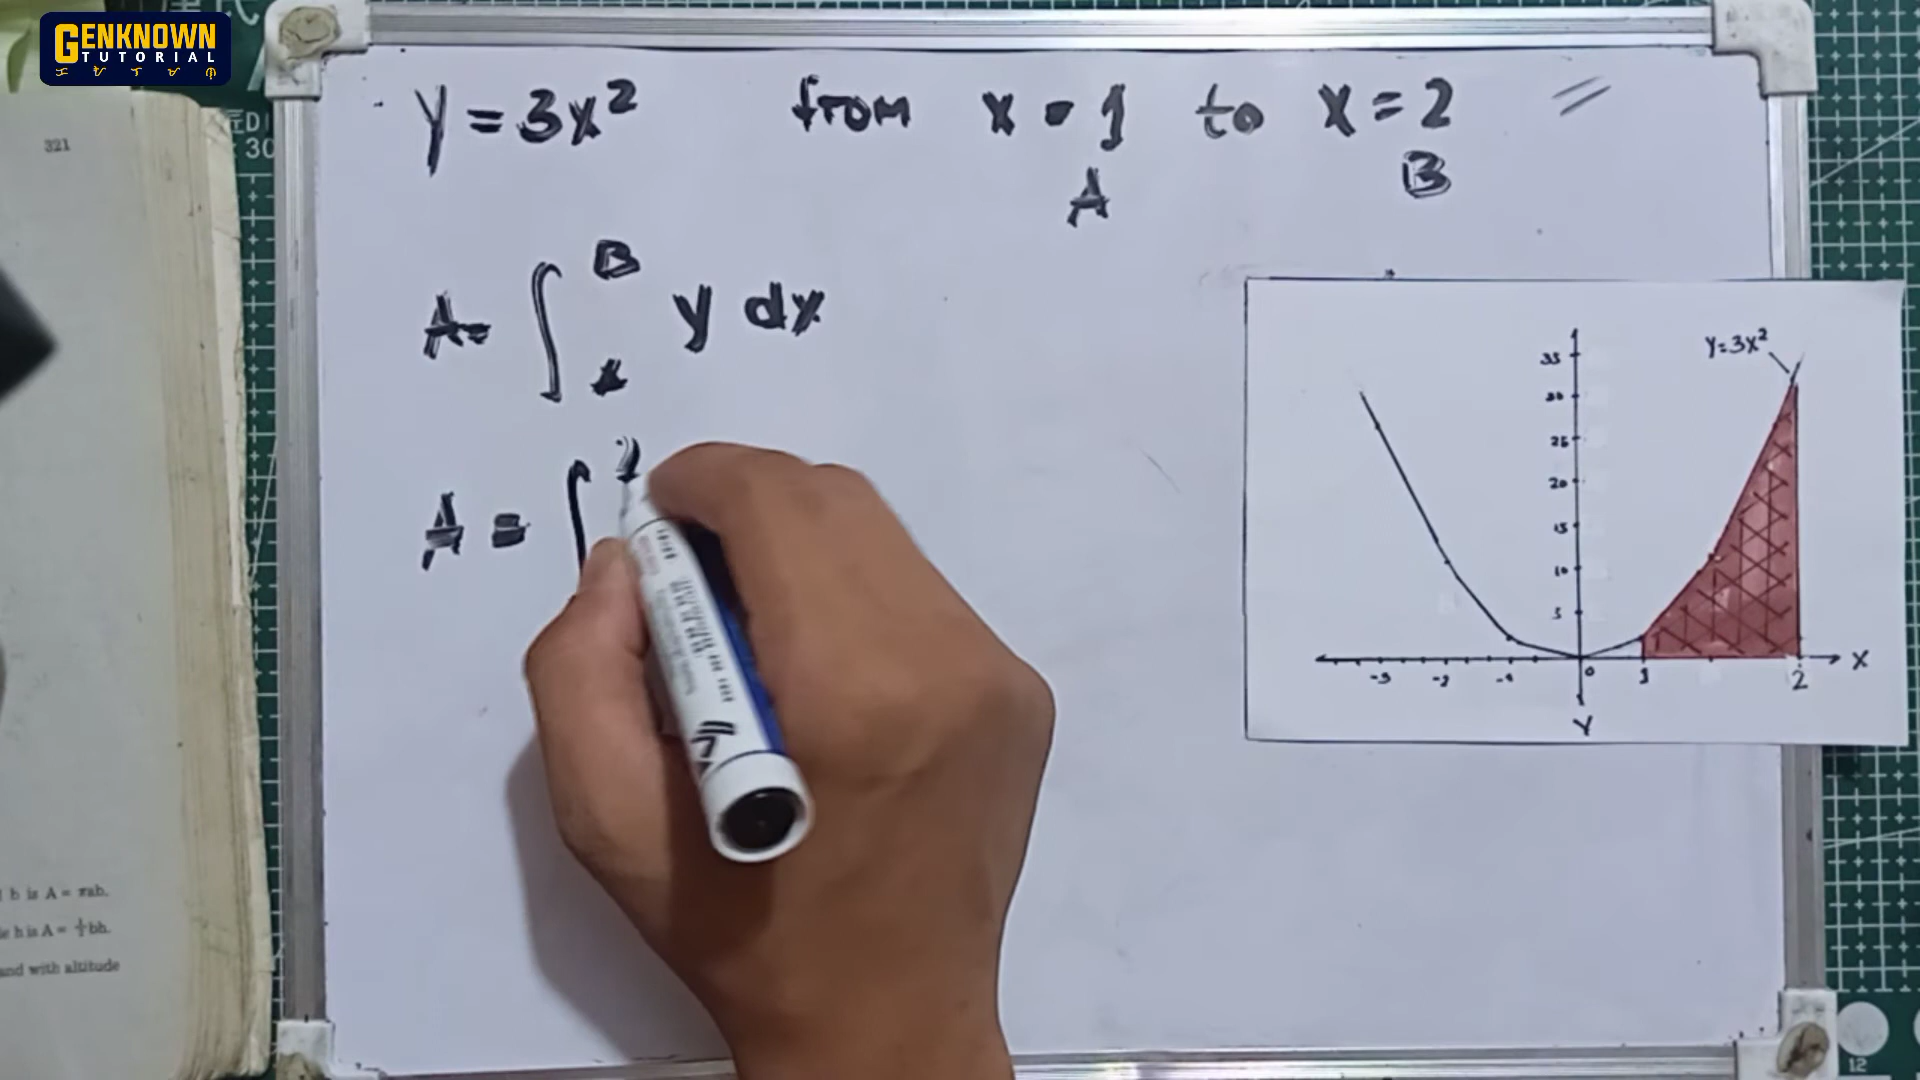 GENKNOWN
TUTORIAL
321
y = 3x² from x = 1 to x = 2
A B
A = ∫ B
y dx
A = ∫
y = 3x²
35
30
25
20
15
10
5
-3 -2 -1 0 1 2 X
Y
b is A = πab.
h is A = ½bh.
and with altitude
12